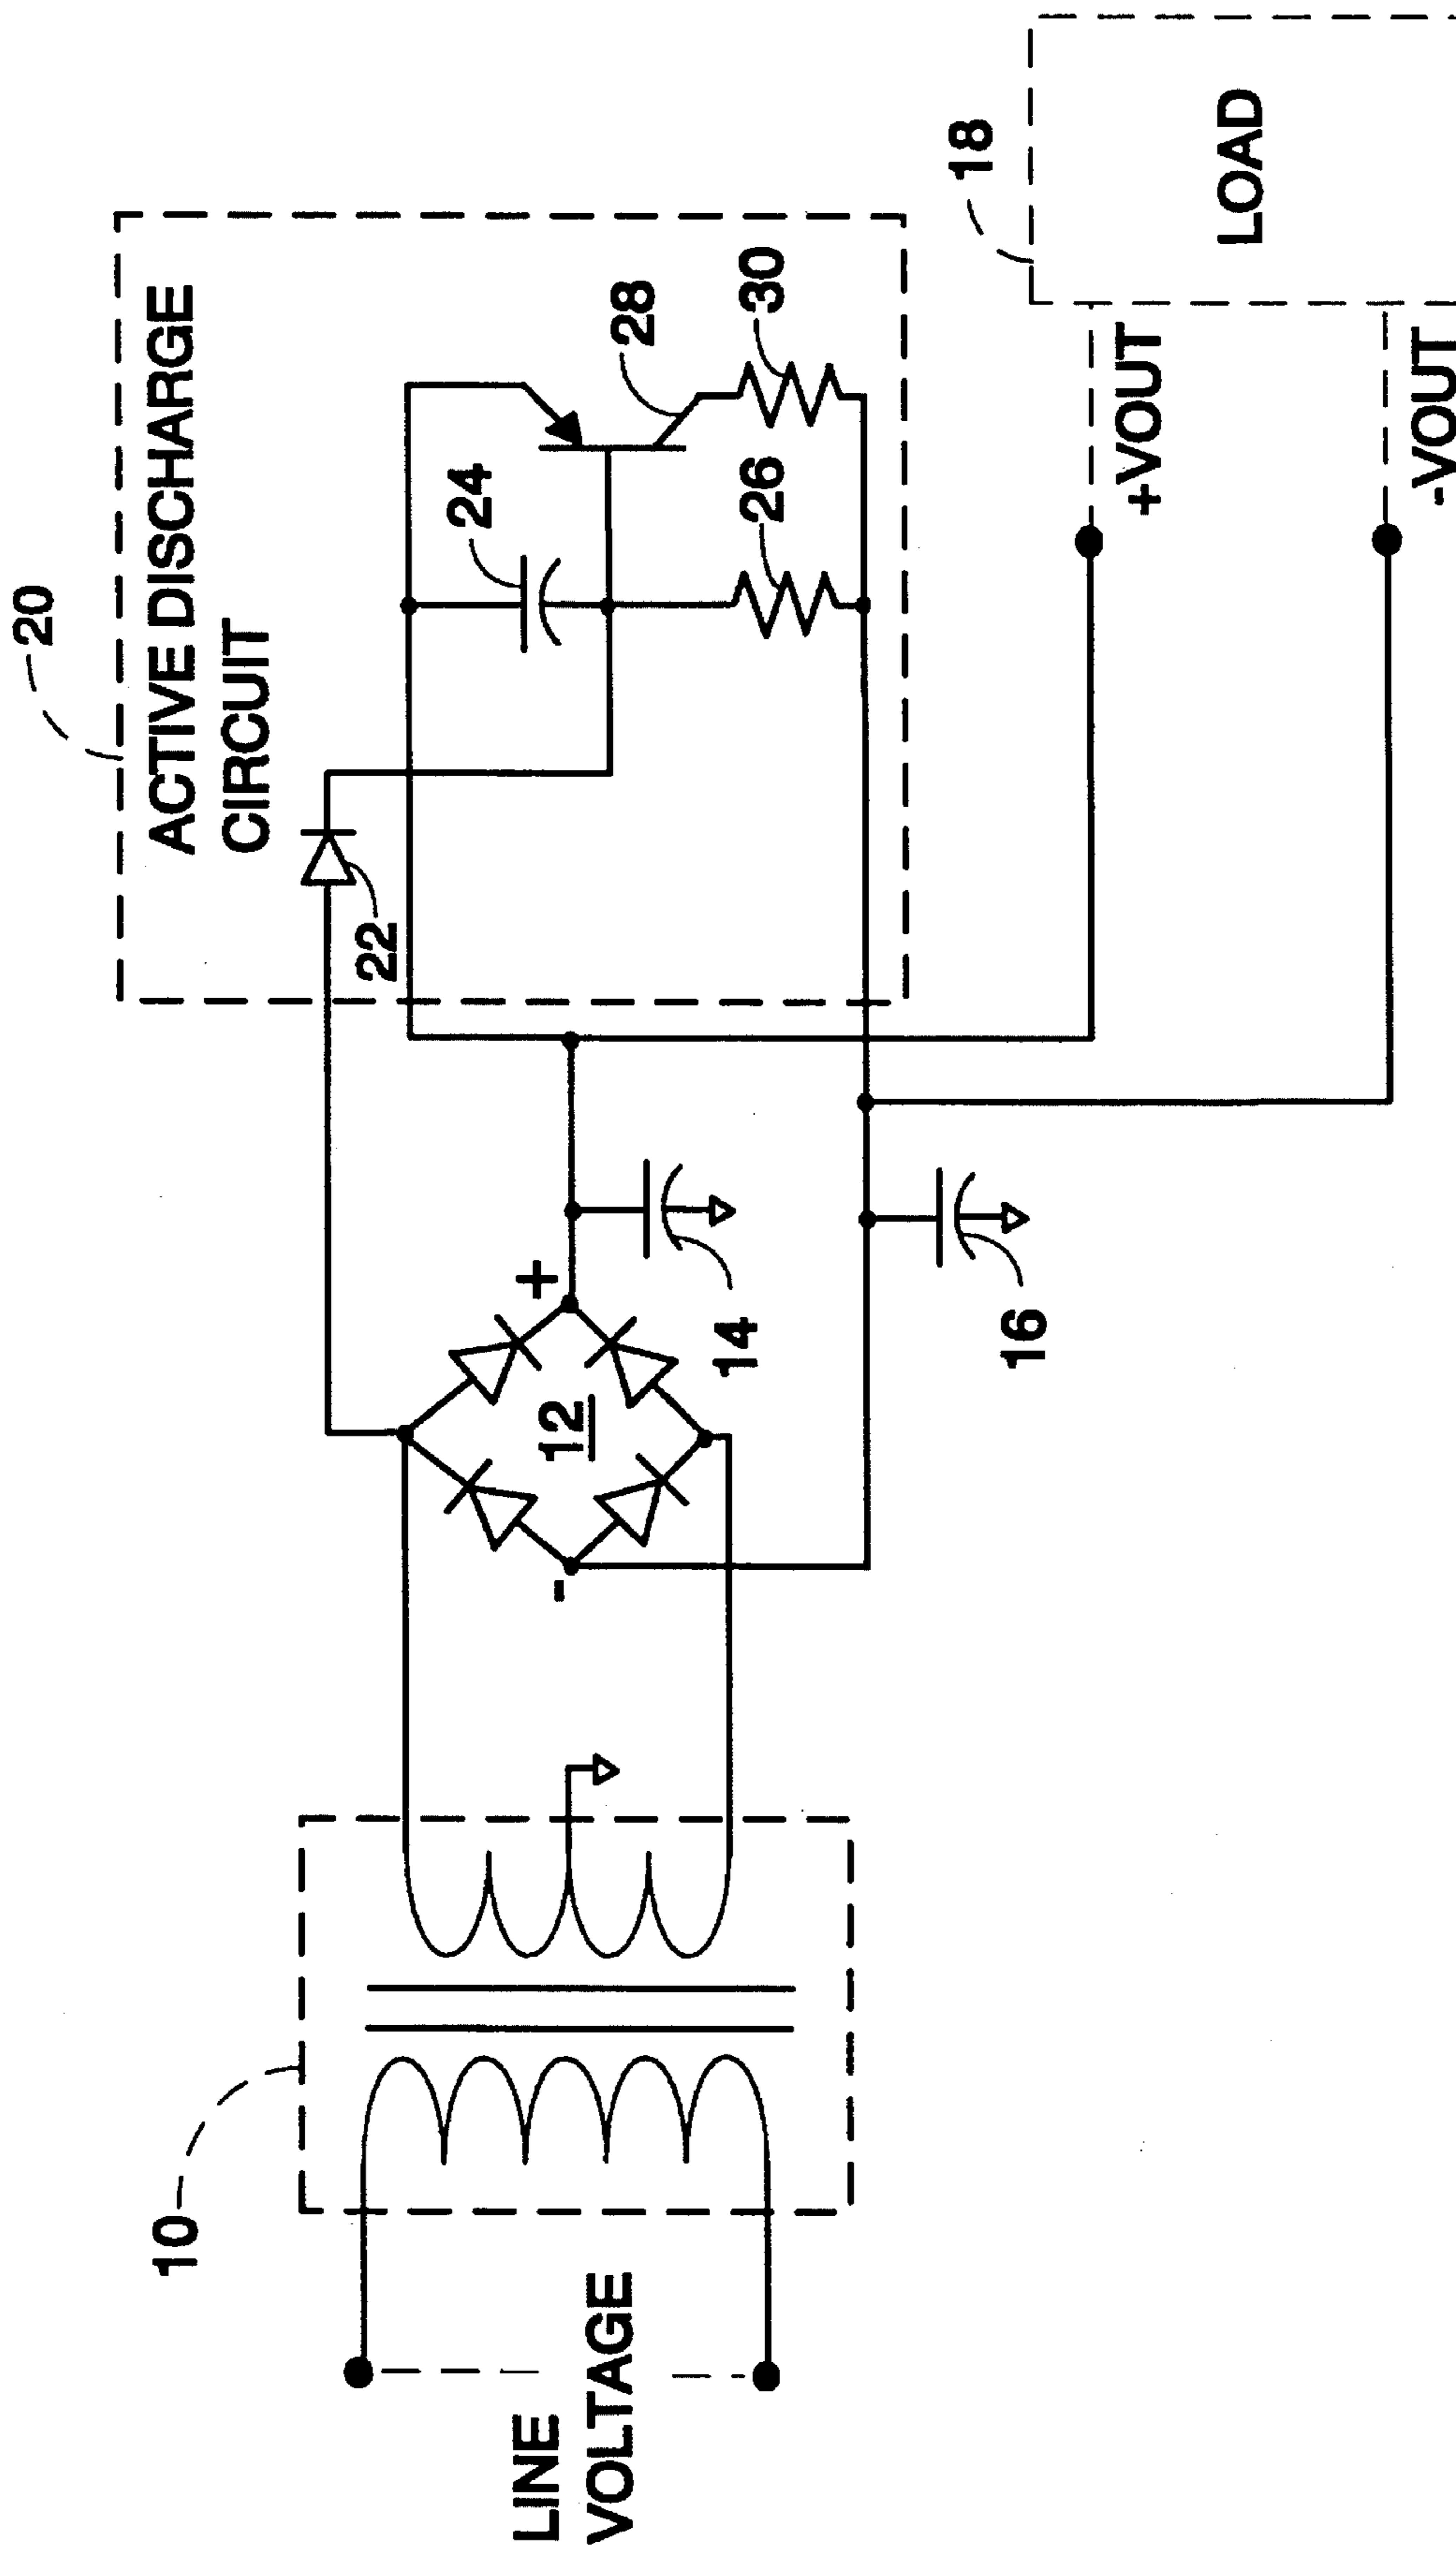 20
ACTIVE DISCHARGE
CIRCUIT
22
24
28
26
30
10
LINE
VOLTAGE
12
+
-
14
16
18
LOAD
+VOUT
-VOUT